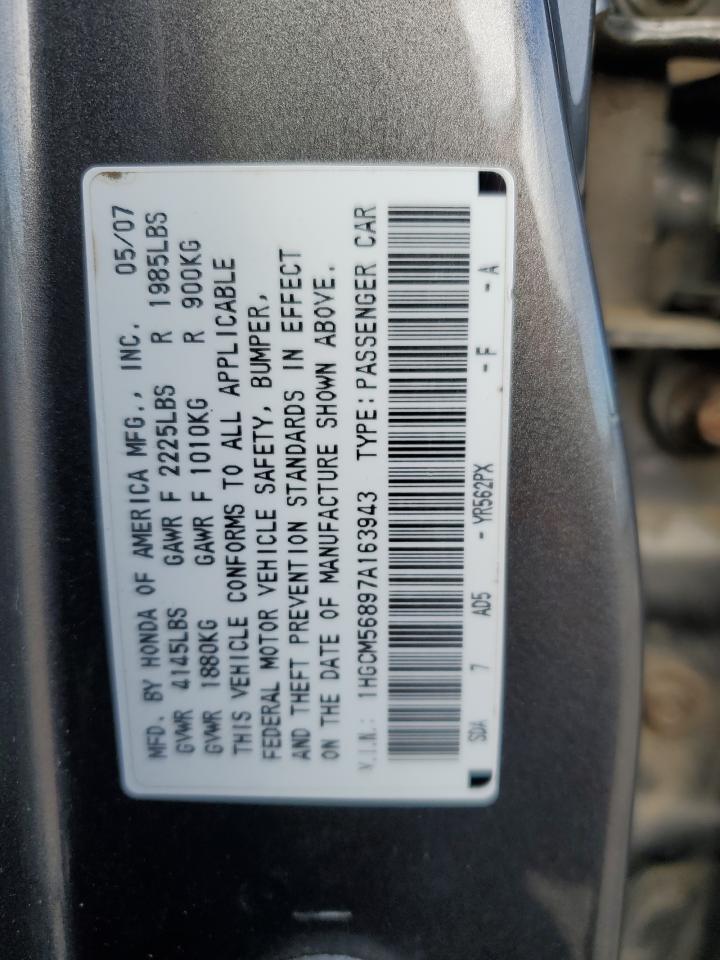 MFD. BY HONDA OF AMERICA MFG., INC. 05/07
GVWR 4145LBS GAWR F 2225LBS R 1985LBS
GVWR 1880KG GAWR F 1010KG R 900KG
THIS VEHICLE CONFORMS TO ALL APPLICABLE
FEDERAL MOTOR VEHICLE SAFETY, BUMPER,
AND THEFT PREVENTION STANDARDS IN EFFECT
ON THE DATE OF MANUFACTURE SHOWN ABOVE.
V.I.N.: 1HGCM56897A163943 TYPE:PASSENGER CAR
SDA 7 AD5 - YR562PX - F - A